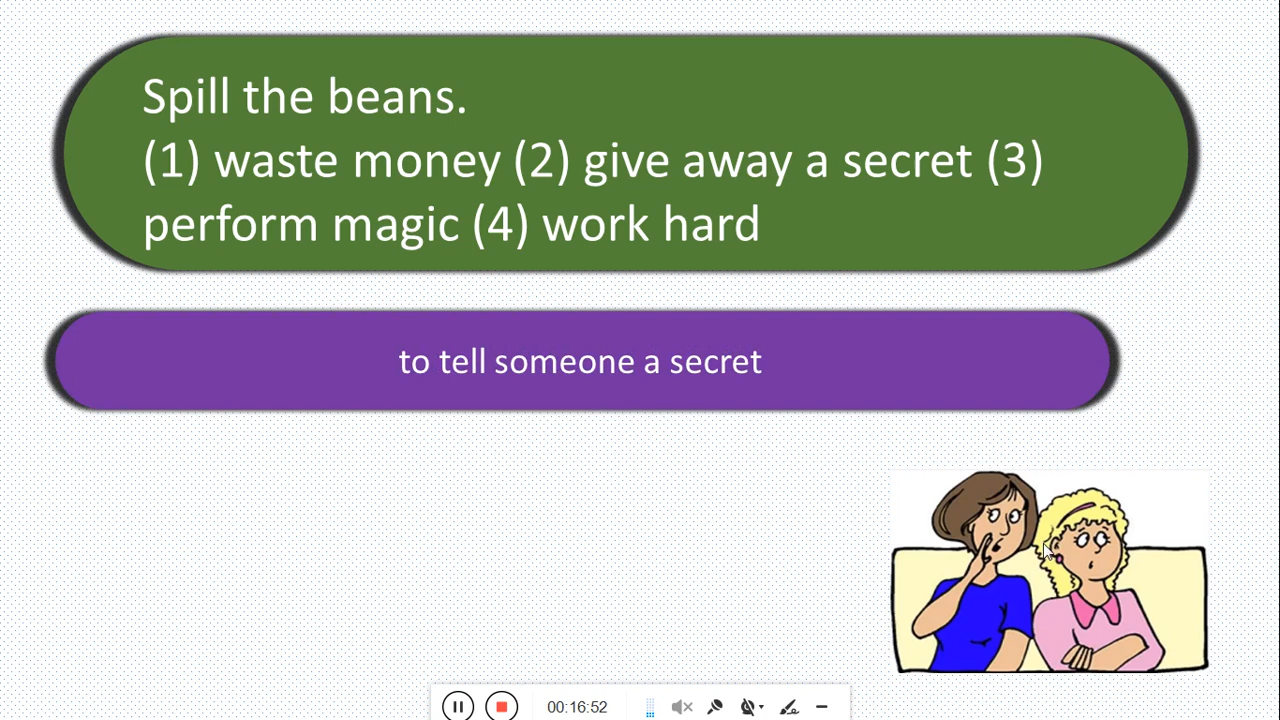 Spill the beans.
(1) waste money (2) give away a secret (3)
perform magic (4) work hard
to tell someone a secret
00:16:52